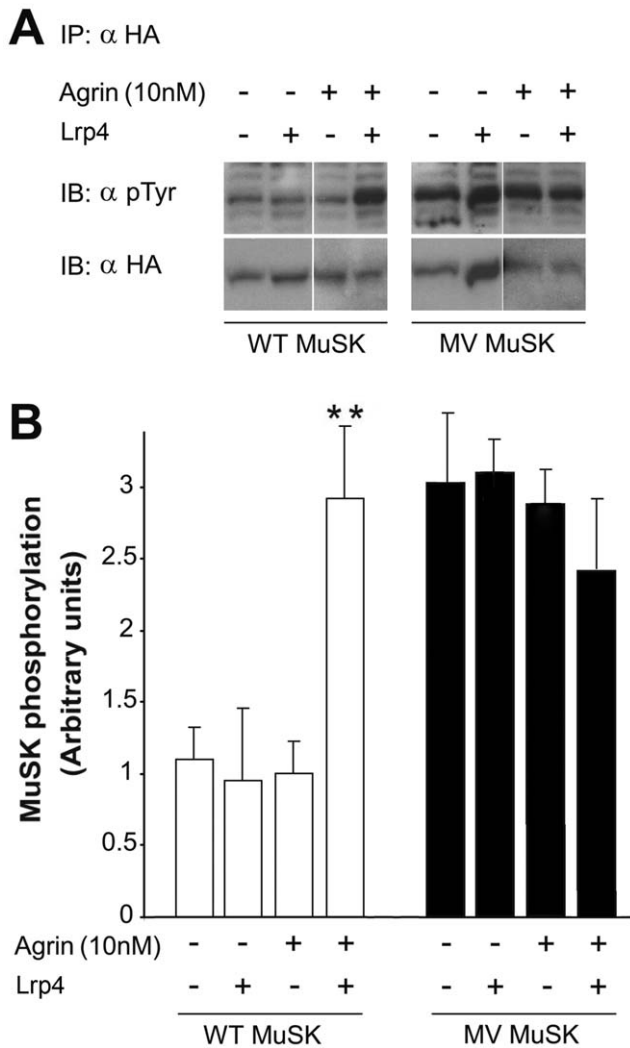 A IP: α HA
Agrin (10nM) - - + + - - + +
Lrp4 - + - + - + - +
IB: α pTyr
IB: α HA
WT MuSK MV MuSK
B
**
MuSK phosphorylation
(Arbitrary units)
3
2.5
2
1.5
1
0.5
0
Agrin (10nM) - - + + - - + +
Lrp4 - + - + - + - +
WT MuSK MV MuSK